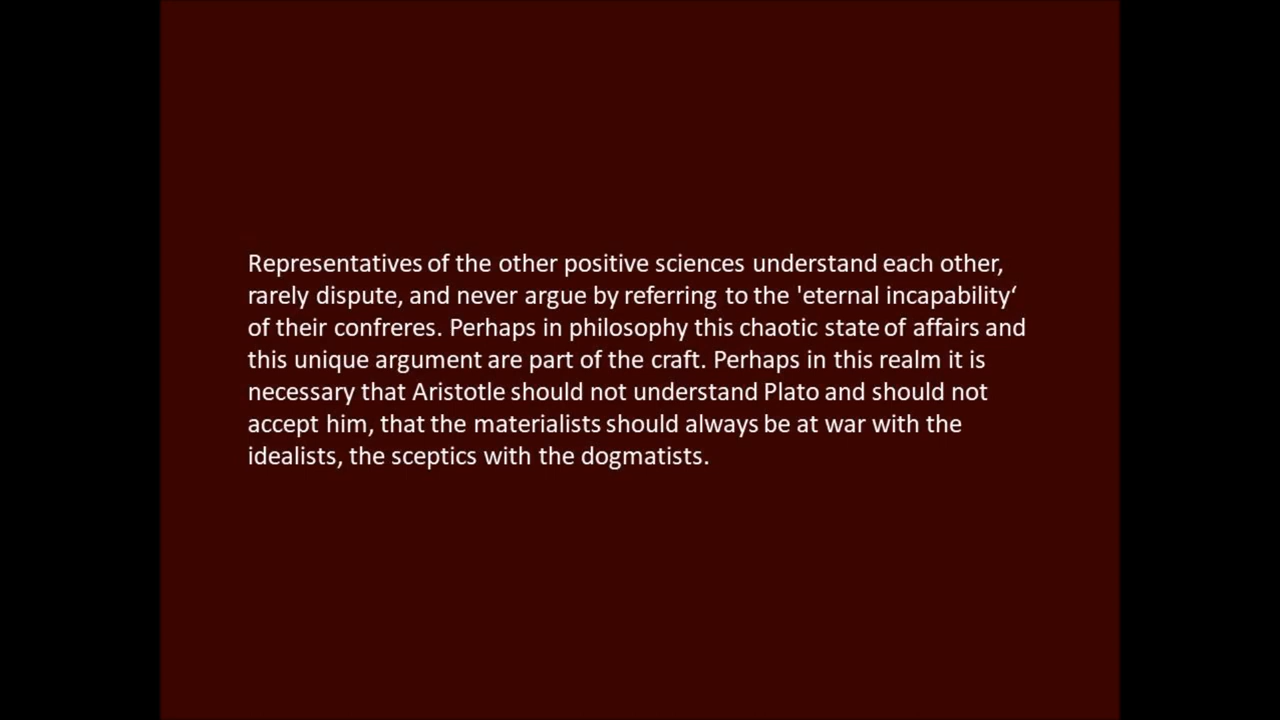 Representatives of the other positive sciences understand each other,
rarely dispute, and never argue by referring to the 'eternal incapability‘
of their confreres. Perhaps in philosophy this chaotic state of affairs and
this unique argument are part of the craft. Perhaps in this realm it is
necessary that Aristotle should not understand Plato and should not
accept him, that the materialists should always be at war with the
idealists, the sceptics with the dogmatists.